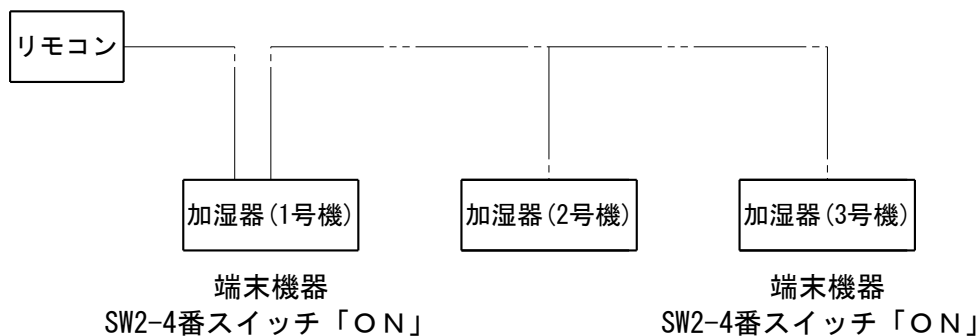 リモコン
加湿器(1号機)
加湿器(2号機)
加湿器(3号機)
端末機器
SW2-4番スイッチ「ON」
端末機器
SW2-4番スイッチ「ON」